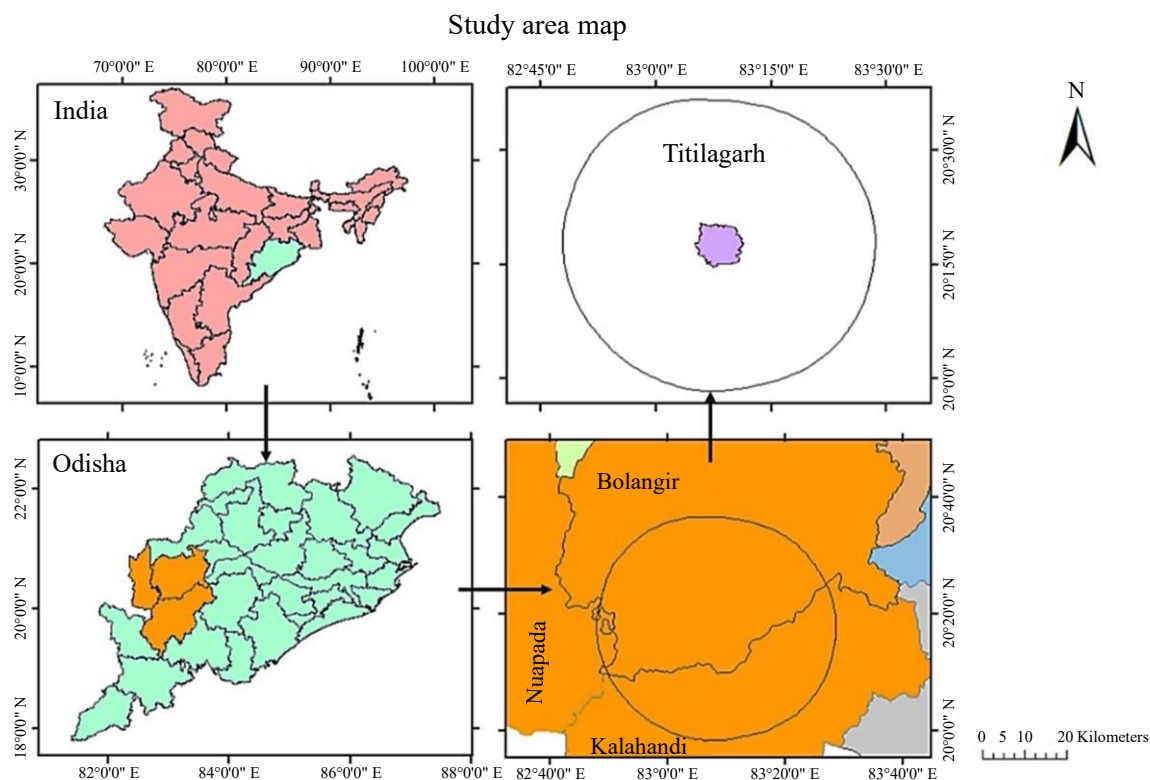 Study area map
70°0'0" E 80°0'0" E 90°0'0" E 100°0'0" E
India
30°0'0" N
20°0'0" N
10°0'0" N
82°45'0" E 83°0'0" E 83°15'0" E 83°30'0" E
Titilagarh
20°30'0" N
20°15'0" N
20°0'0" N
N
Odisha
22°0'0" N
20°0'0" N
18°0'0" N
82°0'0" E 84°0'0" E 86°0'0" E 88°0'0" E
Bolangir
Nuapada
Kalahandi
20°40'0" N
20°20'0" N
20°0'0" N
82°40'0" E 83°0'0" E 83°20'0" E 83°40'0" E
0 5 10 20 Kilometers